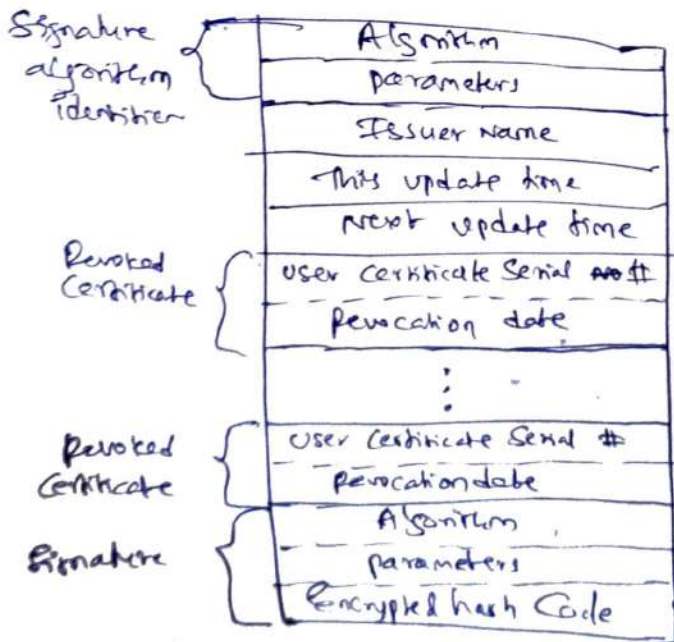 Signature
algorithm
identifier
Algorithm
parameters
Issuer Name
This update time
Next update time
Revoked
Certificate
User Certificate Serial #
Revocation date
⋮
Revoked
Certificate
User Certificate Serial #
Revocation date
Signature
Algorithm
parameters
Encrypted hash Code